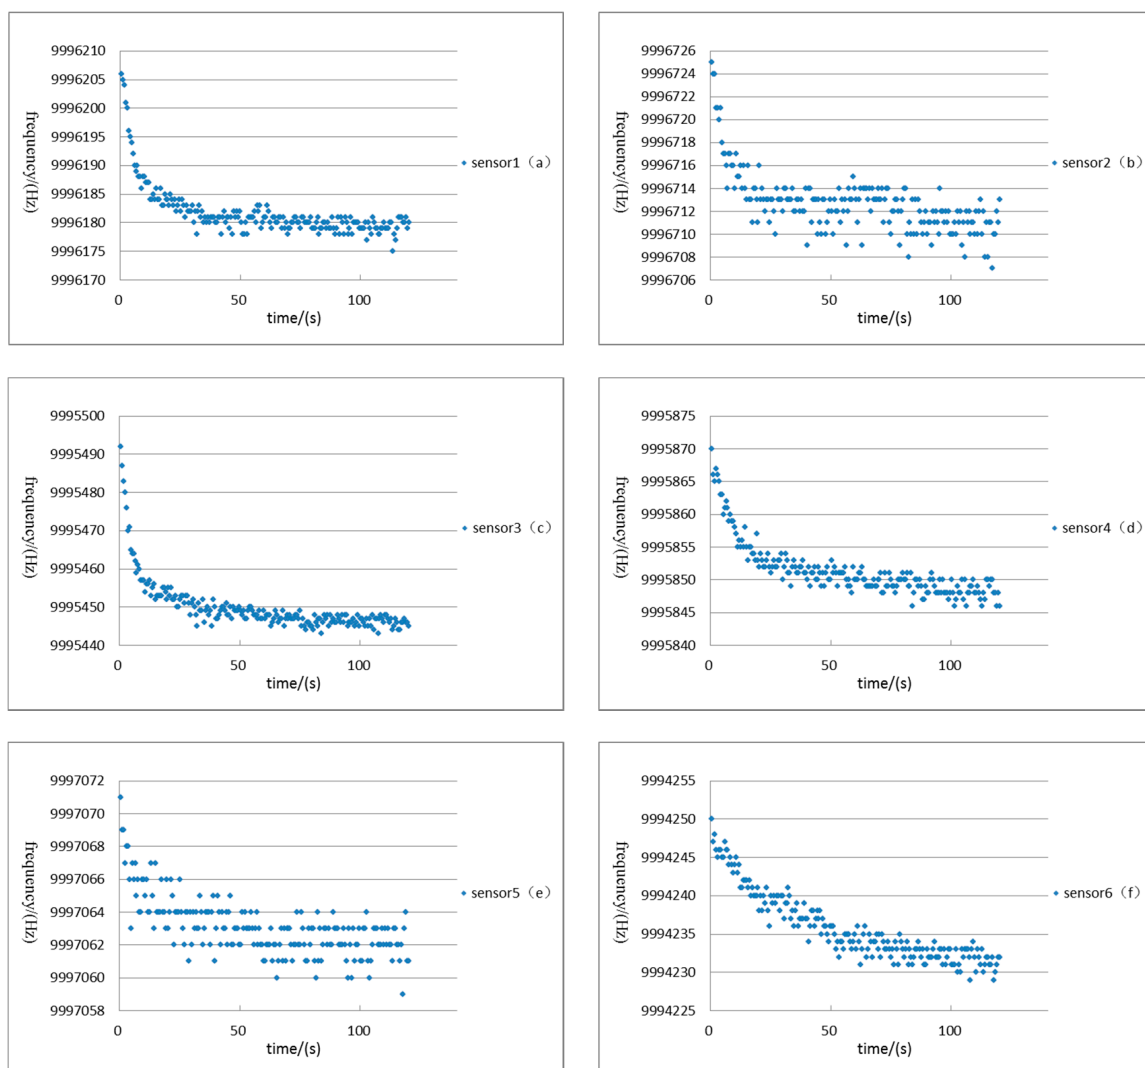 9996210
9996205
9996200
9996195
9996190
9996185
9996180
9996175
9996170
frequency/(Hz)
0 50 100
time/(s)
sensor1（a）
9996726
9996724
9996722
9996720
9996718
9996716
9996714
9996712
9996710
9996708
9996706
frequency/(Hz)
0 50 100
time/(s)
sensor2（b）
9995500
9995490
9995480
9995470
9995460
9995450
9995440
frequency/(Hz)
0 50 100
time/(s)
sensor3（c）
9995875
9995870
9995865
9995860
9995855
9995850
9995845
9995840
frequency/(Hz)
0 50 100
time/(s)
sensor4（d）
9997072
9997070
9997068
9997066
9997064
9997062
9997060
9997058
frequency/(Hz)
0 50 100
time/(s)
sensor5（e）
9994255
9994250
9994245
9994240
9994235
9994230
9994225
frequency/(Hz)
0 50 100
time/(s)
sensor6（f）